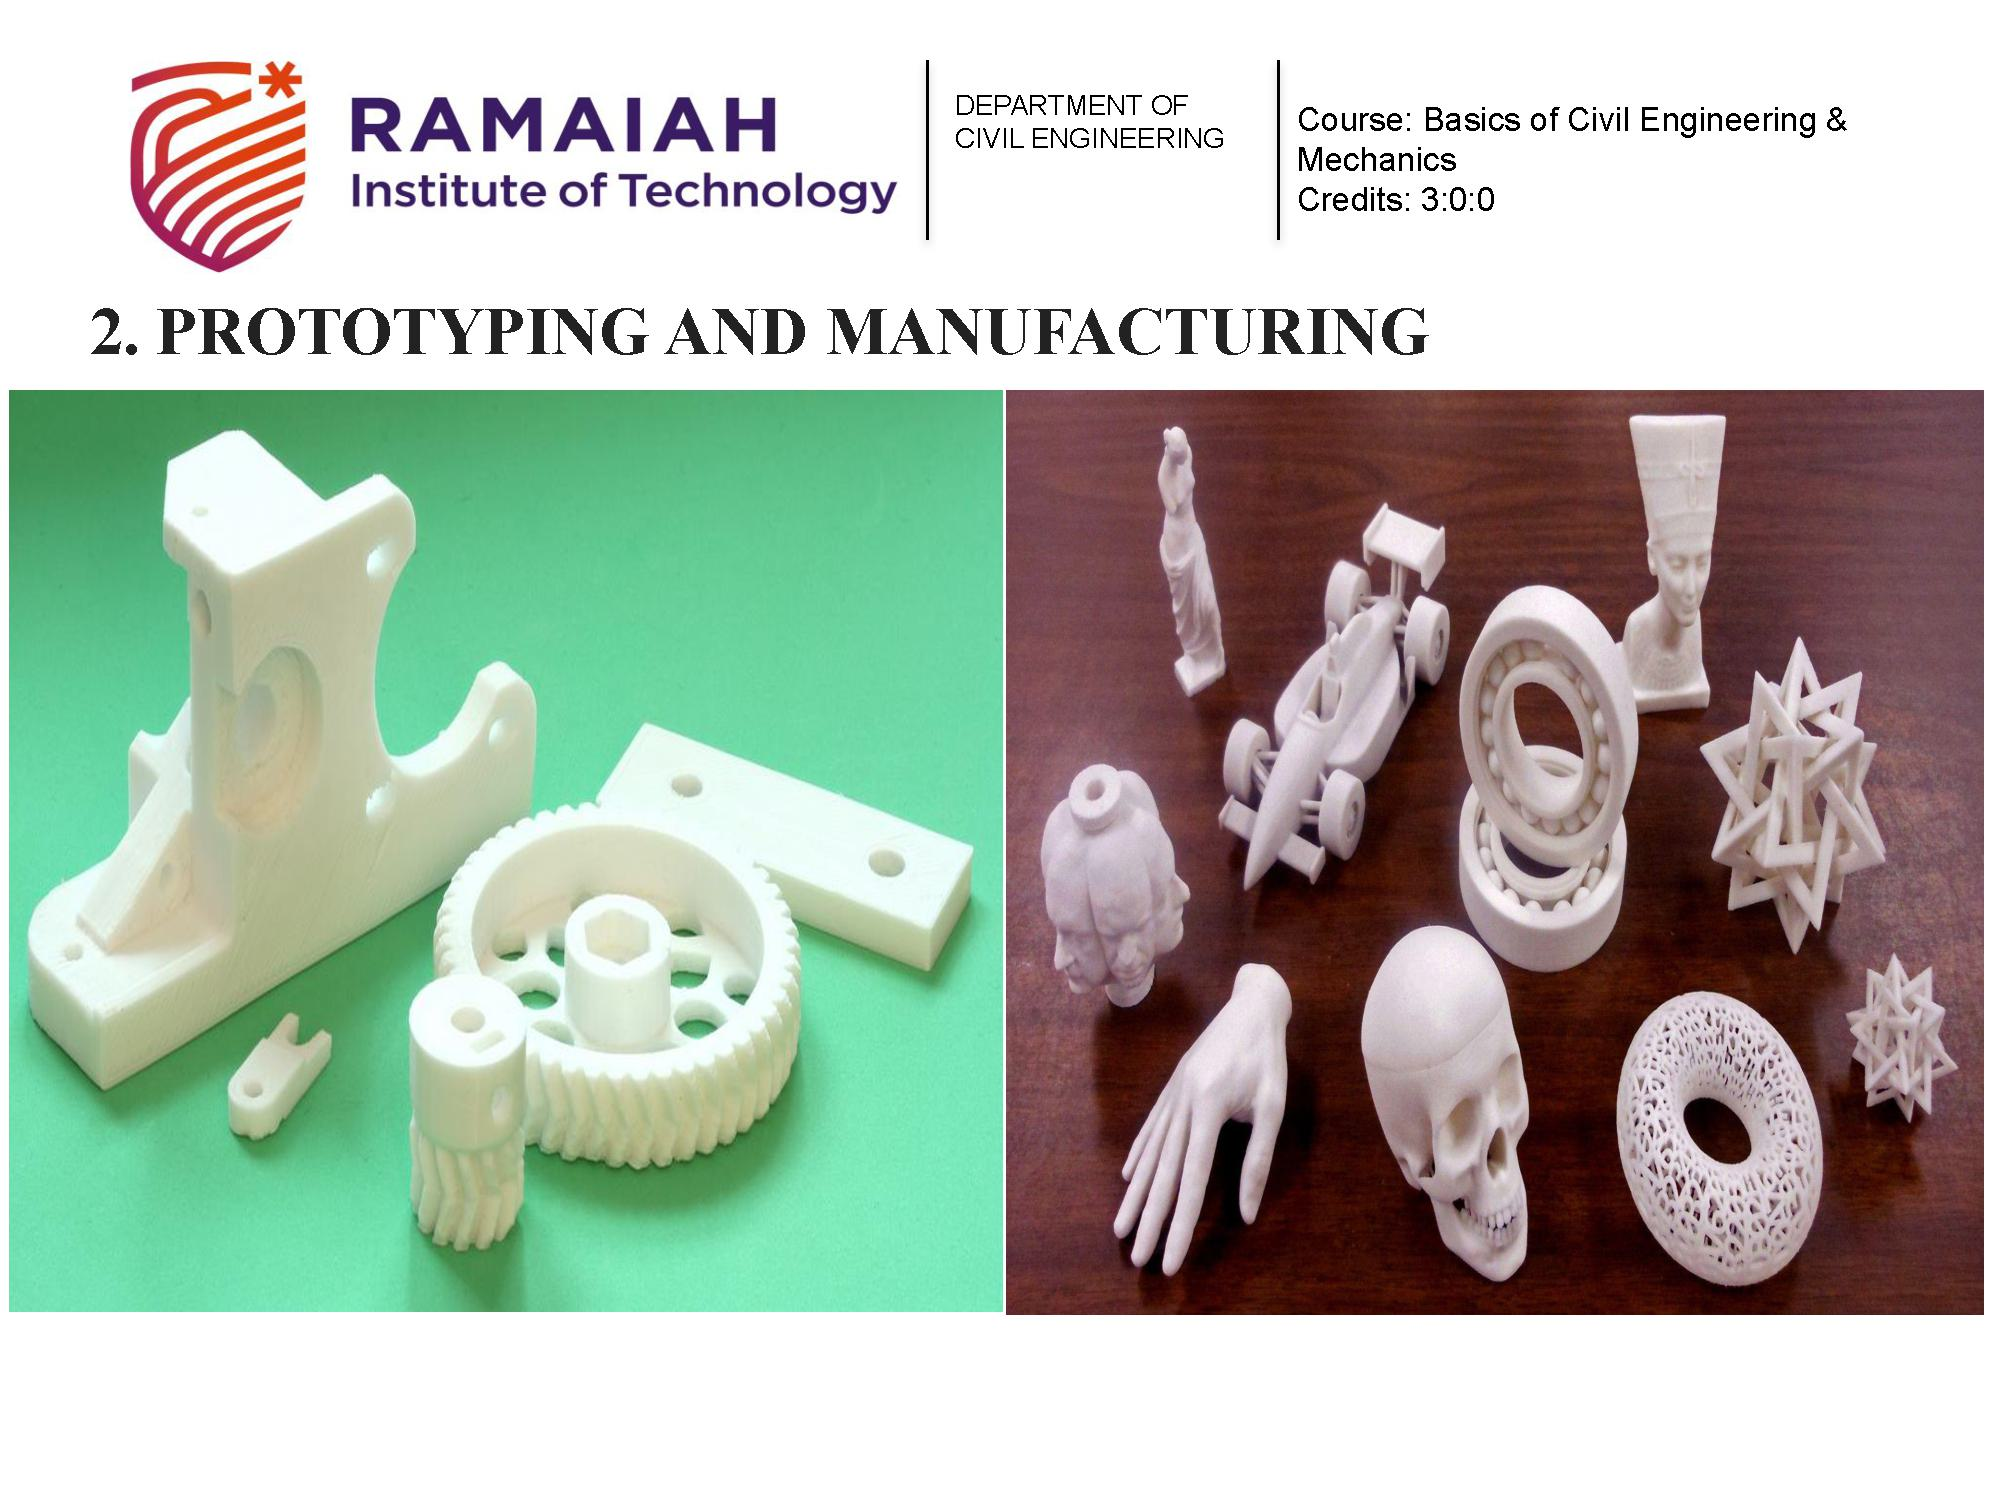 RAMAIAH
Institute of Technology
DEPARTMENT OF
CIVIL ENGINEERING
Course: Basics of Civil Engineering &
Mechanics
Credits: 3:0:0
2. PROTOTYPING AND MANUFACTURING